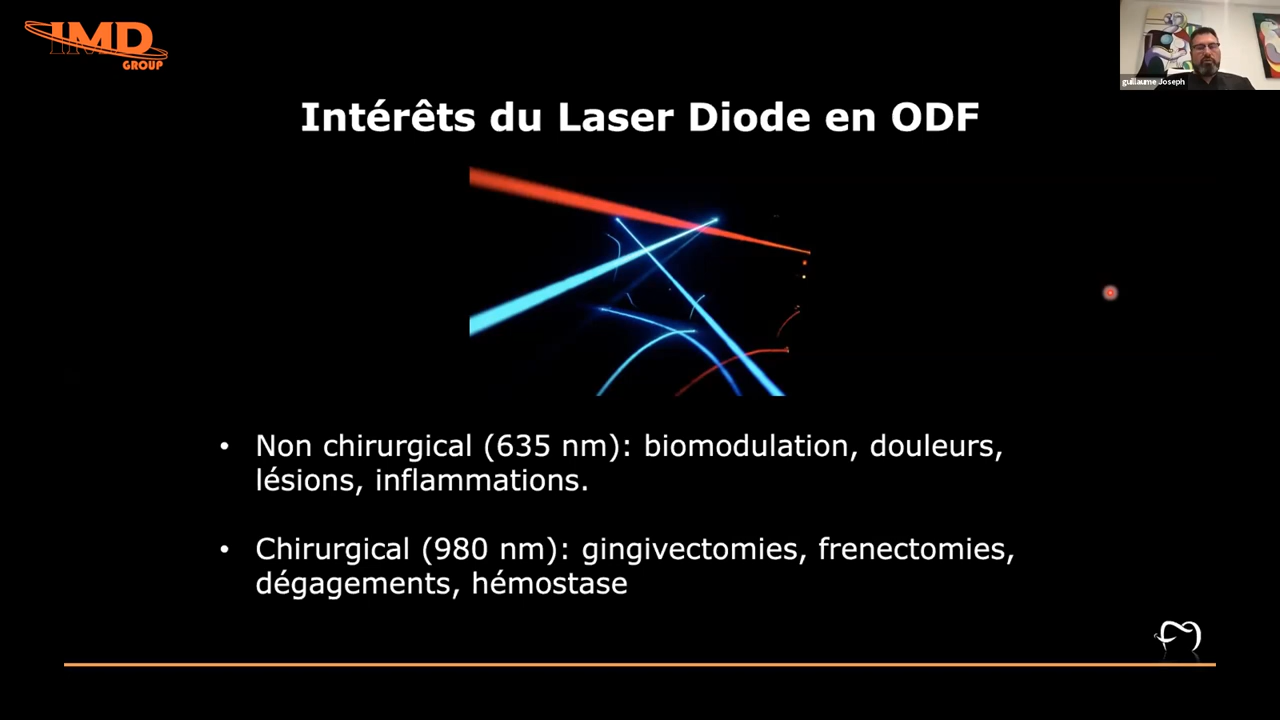 IMD
GROUP
guillaume Joseph
Intérêts du Laser Diode en ODF
• Non chirurgical (635 nm): biomodulation, douleurs,
lésions, inflammations.
• Chirurgical (980 nm): gingivectomies, frenectomies,
dégagements, hémostase